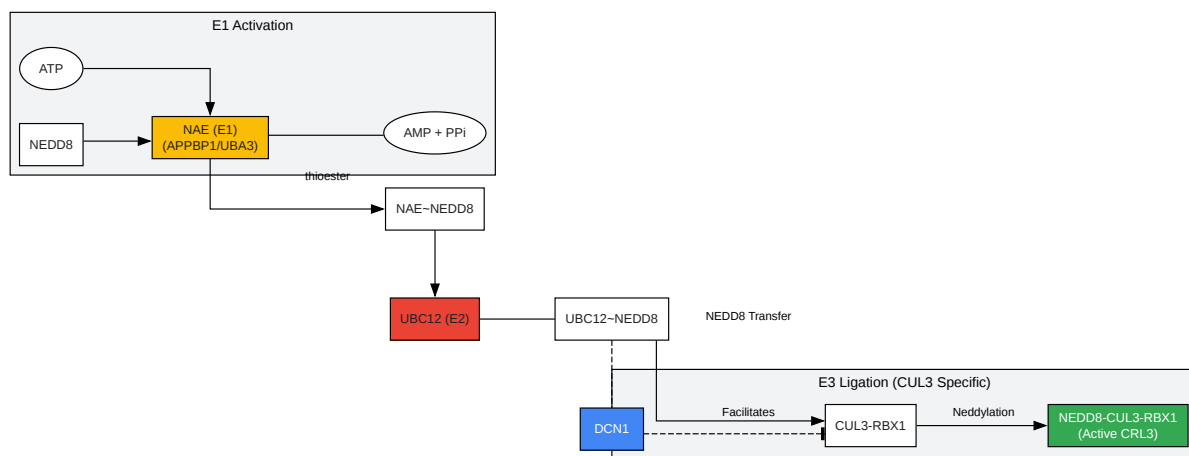 E1 Activation
ATP
NEDD8
NAE (E1)
(APPBP1/UBA3)
AMP + PPi
thioester
NAE~NEDD8
UBC12 (E2)
UBC12~NEDD8
NEDD8 Transfer
E3 Ligation (CUL3 Specific)
DCN1
Facilitates
CUL3-RBX1
Neddylation
NEDD8-CUL3-RBX1
(Active CRL3)